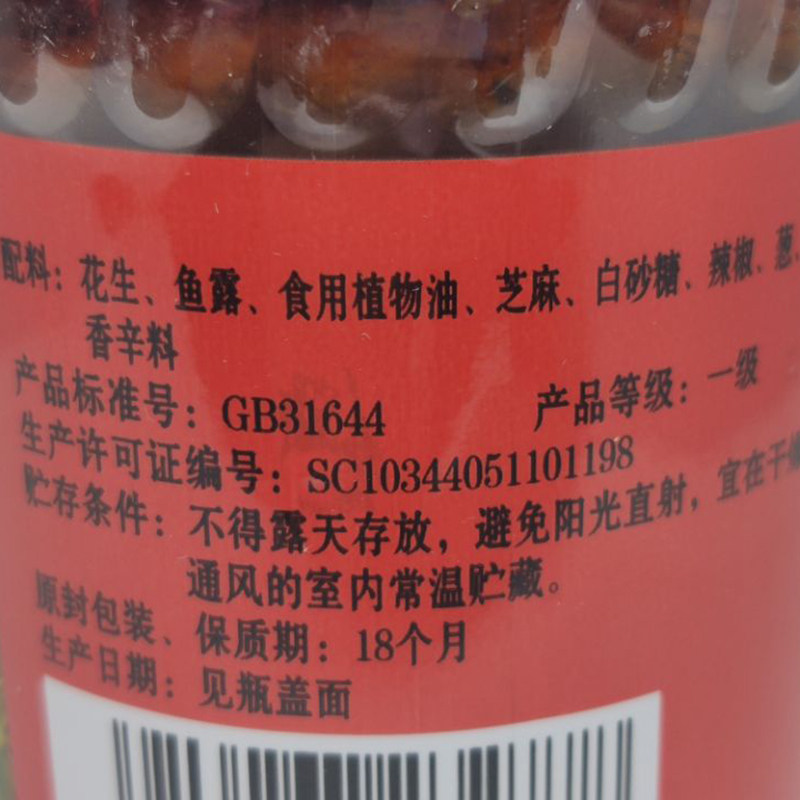 配料：花生、鱼露、食用植物油、芝麻、白砂糖、辣椒、葱、
香辛料
产品标准号：GB31644 产品等级：一级
生产许可证编号：SC10344051101198
贮存条件：不得露天存放，避免阳光直射，宜在干燥
通风的室内常温贮藏。
原封包装、保质期：18个月
生产日期：见瓶盖面